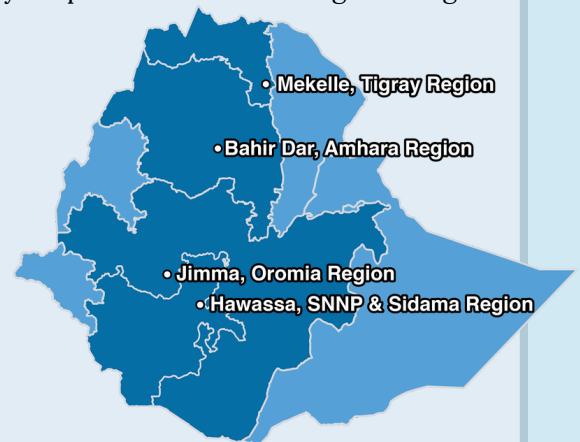 Mekelle, Tigray Region
Bahir Dar, Amhara Region
Jimma, Oromia Region
Hawassa, SNNP & Sidama Region